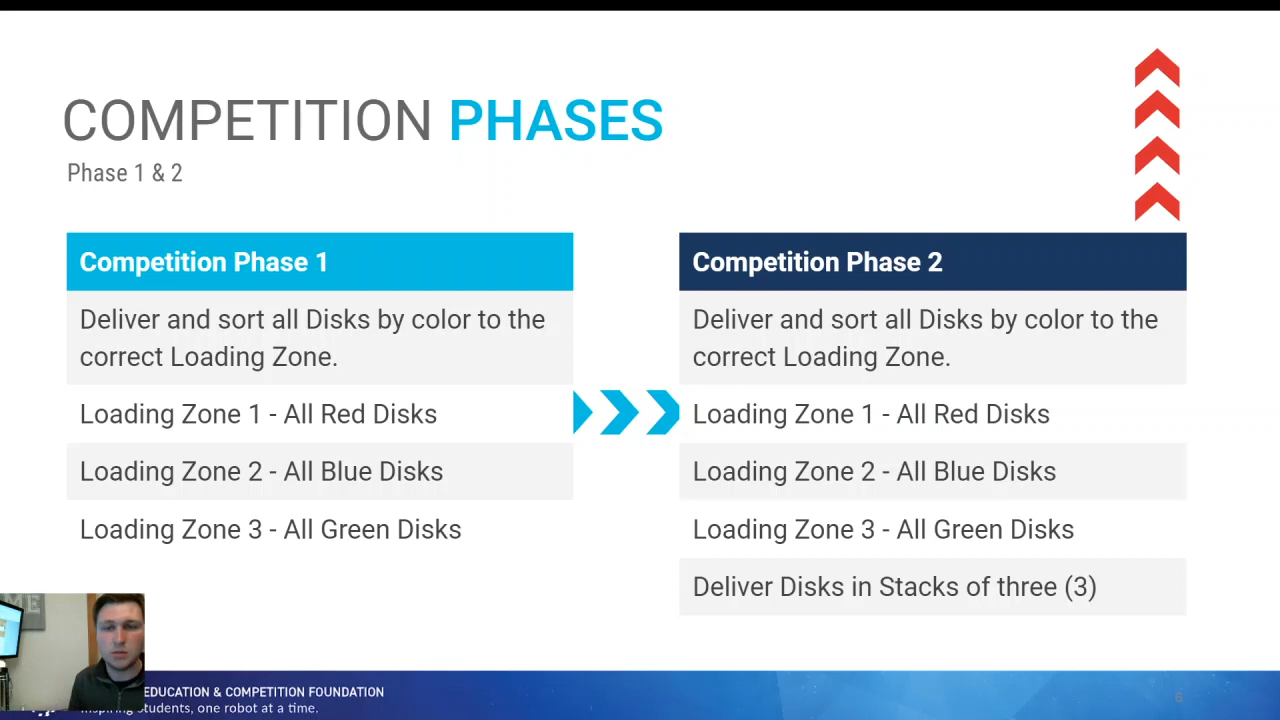 COMPETITION PHASES
Phase 1 & 2
Competition Phase 1
Deliver and sort all Disks by color to the
correct Loading Zone.
Loading Zone 1 - All Red Disks
Loading Zone 2 - All Blue Disks
Loading Zone 3 - All Green Disks
Competition Phase 2
Deliver and sort all Disks by color to the
correct Loading Zone.
Loading Zone 1 - All Red Disks
Loading Zone 2 - All Blue Disks
Loading Zone 3 - All Green Disks
Deliver Disks in Stacks of three (3)
EDUCATION & COMPETITION FOUNDATION
Inspiring students, one robot at a time.
6